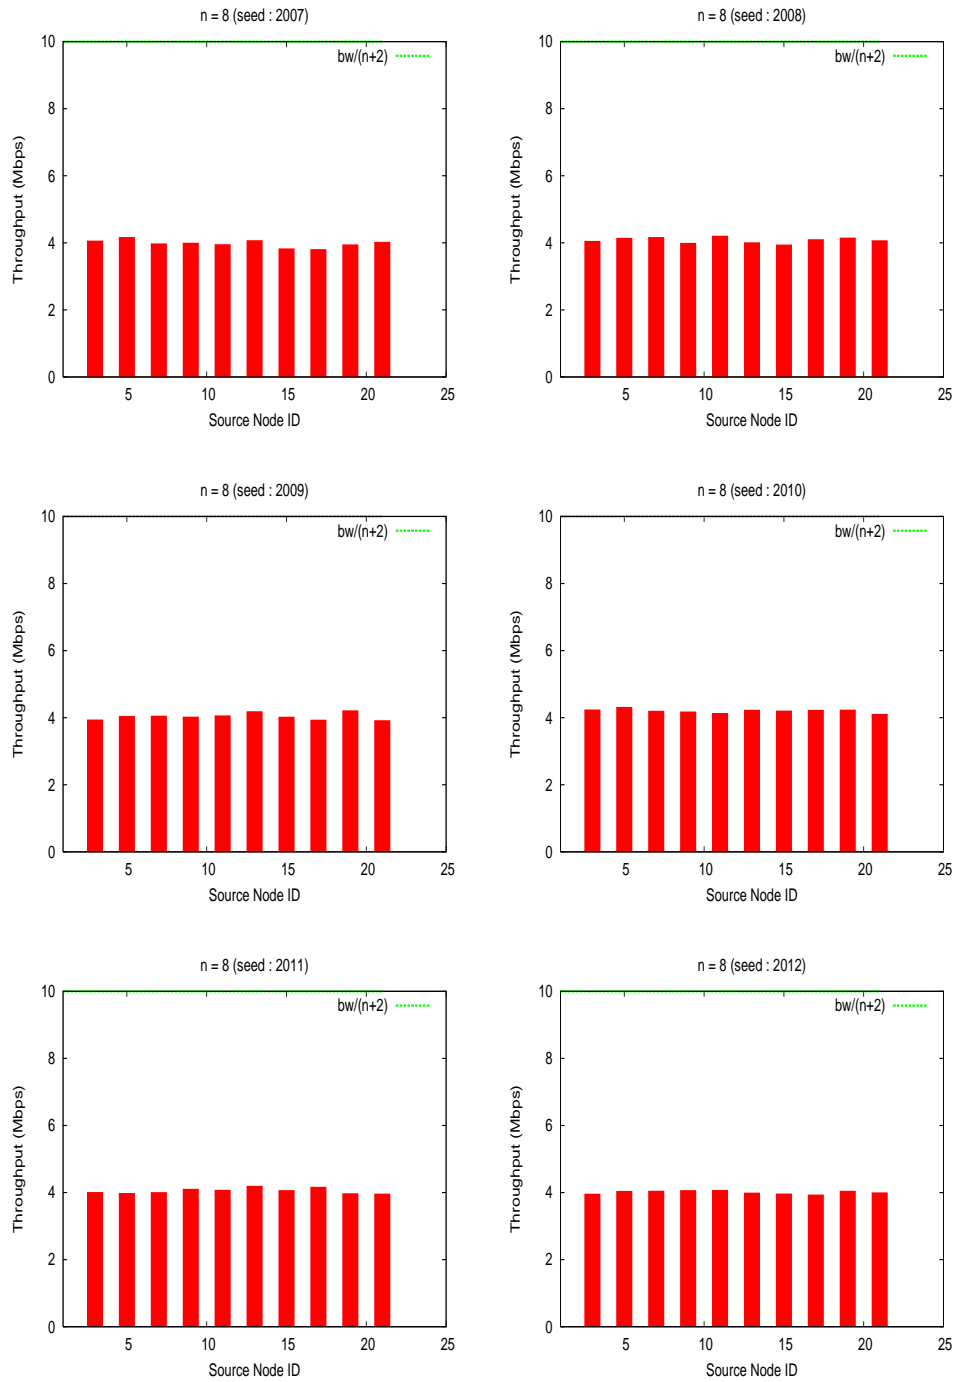 n = 8 (seed : 2007)
10
8
6
4
2
0
Throughput (Mbps)
bw/(n+2)
5 10 15 20 25
Source Node ID
n = 8 (seed : 2008)
10
8
6
4
2
0
Throughput (Mbps)
bw/(n+2)
5 10 15 20 25
Source Node ID
n = 8 (seed : 2009)
10
8
6
4
2
0
Throughput (Mbps)
bw/(n+2)
5 10 15 20 25
Source Node ID
n = 8 (seed : 2010)
10
8
6
4
2
0
Throughput (Mbps)
bw/(n+2)
5 10 15 20 25
Source Node ID
n = 8 (seed : 2011)
10
8
6
4
2
0
Throughput (Mbps)
bw/(n+2)
5 10 15 20 25
Source Node ID
n = 8 (seed : 2012)
10
8
6
4
2
0
Throughput (Mbps)
bw/(n+2)
5 10 15 20 25
Source Node ID